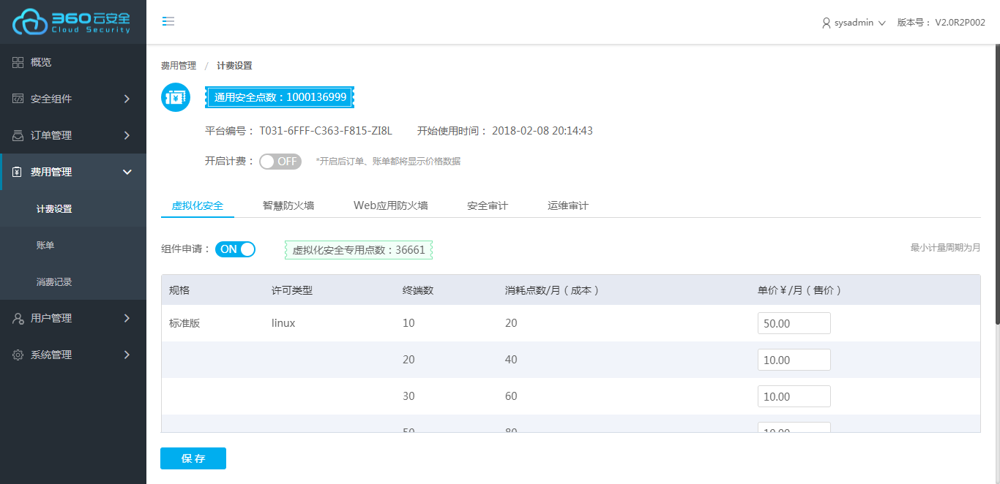 360云安全
Cloud Security
sysadmin
版本号： V2.0R2P002
概览
安全组件
订单管理
费用管理
计费设置
账单
消费记录
用户管理
系统管理
费用管理 / 计费设置
通用安全点数：1000136999
平台编号： T031-6FFF-C363-F815-ZI8L 开始使用时间： 2018-02-08 20:14:43
开启计费： OFF *开启后订单、账单都将显示价格数据
虚拟化安全 智慧防火墙 Web应用防火墙 安全审计 运维审计
组件申请： ON 虚拟化安全专用点数：36661 最小计量周期为月
规格 许可类型 终端数 消耗点数/月（成本） 单价￥/月（售价）
标准版 linux 10 20 50.00
20 40 10.00
30 60 10.00
50 80 10.00
保存